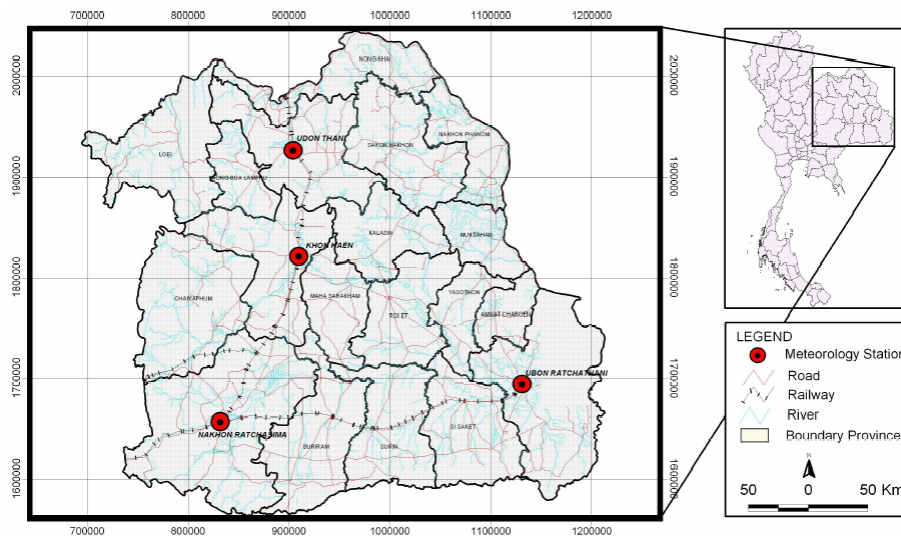 700000 800000 900000 1000000 1100000 1200000
2000000
1900000
1800000
1700000
1600000
2000000
1900000
1800000
1700000
1600000
NONG KHAI
UDON THANI
LOEI
SAKON NAKHON
NAKHON PHANOM
NONG BUA LAMPHU
KHON KAEN
KALASIN
MUKDAHAN
CHAIYAPHUM
MAHA SARAKHAM
ROI ET
YASOTHON
AMNAT CHAROEN
UBON RATCHATHANI
NAKHON RATCHASIMA
BURIRAM
SURIN
SI SAKET
700000 800000 900000 1000000 1100000 1200000
LEGEND
Meteorology Station
Road
Railway
River
Boundary Province
N
50 0 50 Km